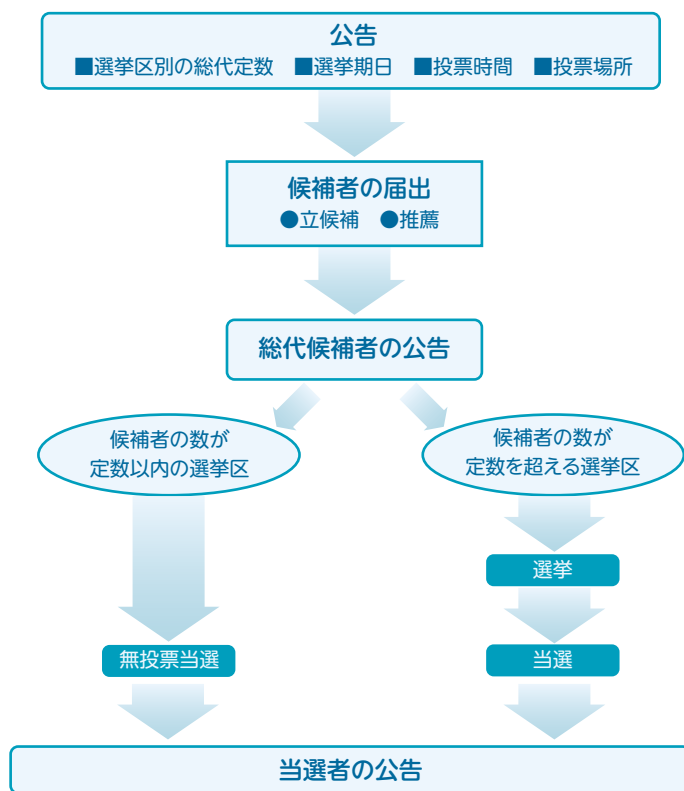 公告
■選挙区別の総代定数 ■選挙期日 ■投票時間 ■投票場所
候補者の届出
●立候補 ●推薦
総代候補者の公告
候補者の数が
定数以内の選挙区
候補者の数が
定数を超える選挙区
選挙
無投票当選
当選
当選者の公告